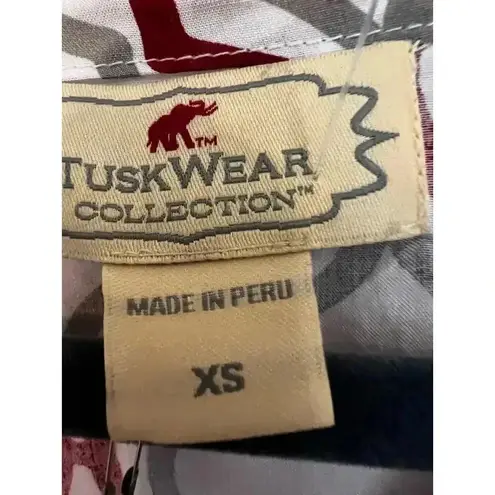 TM
TUSKWEAR
COLLECTION™
MADE IN PERU
XS